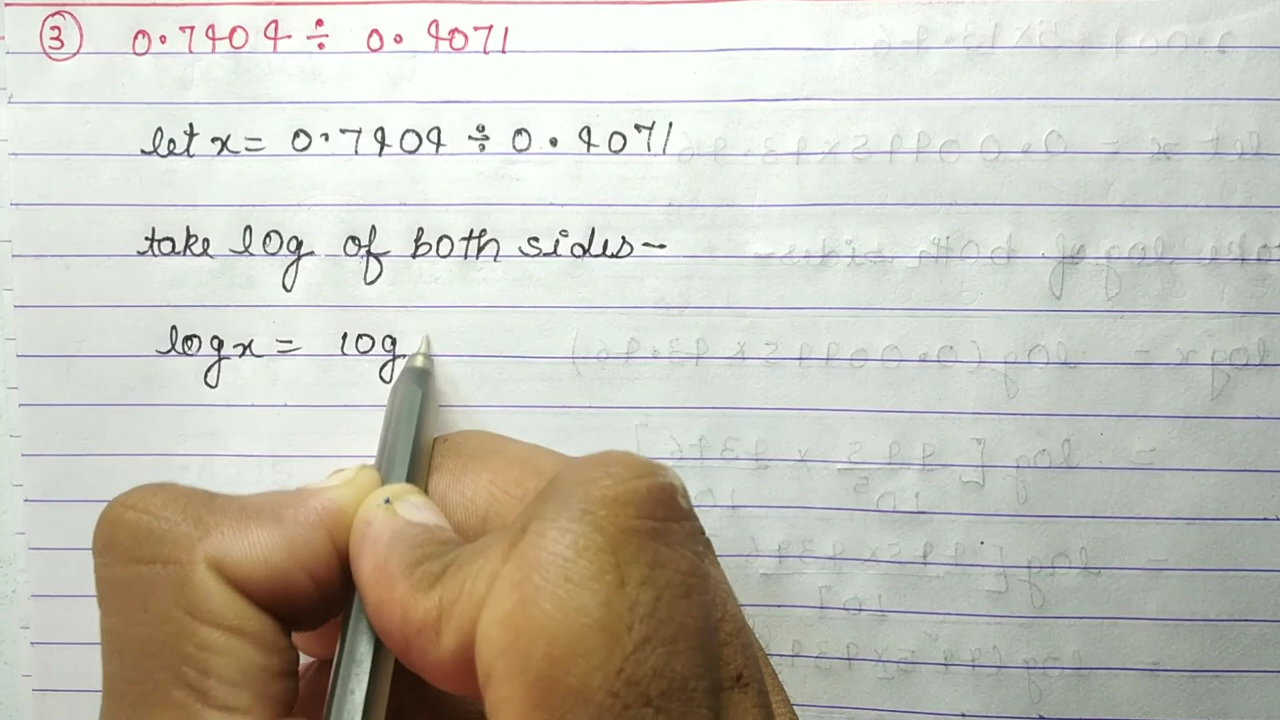 ③ 0.7404 ÷ 0.4071
let x = 0.7404 ÷ 0.4071
take log of both sides-
log x = log